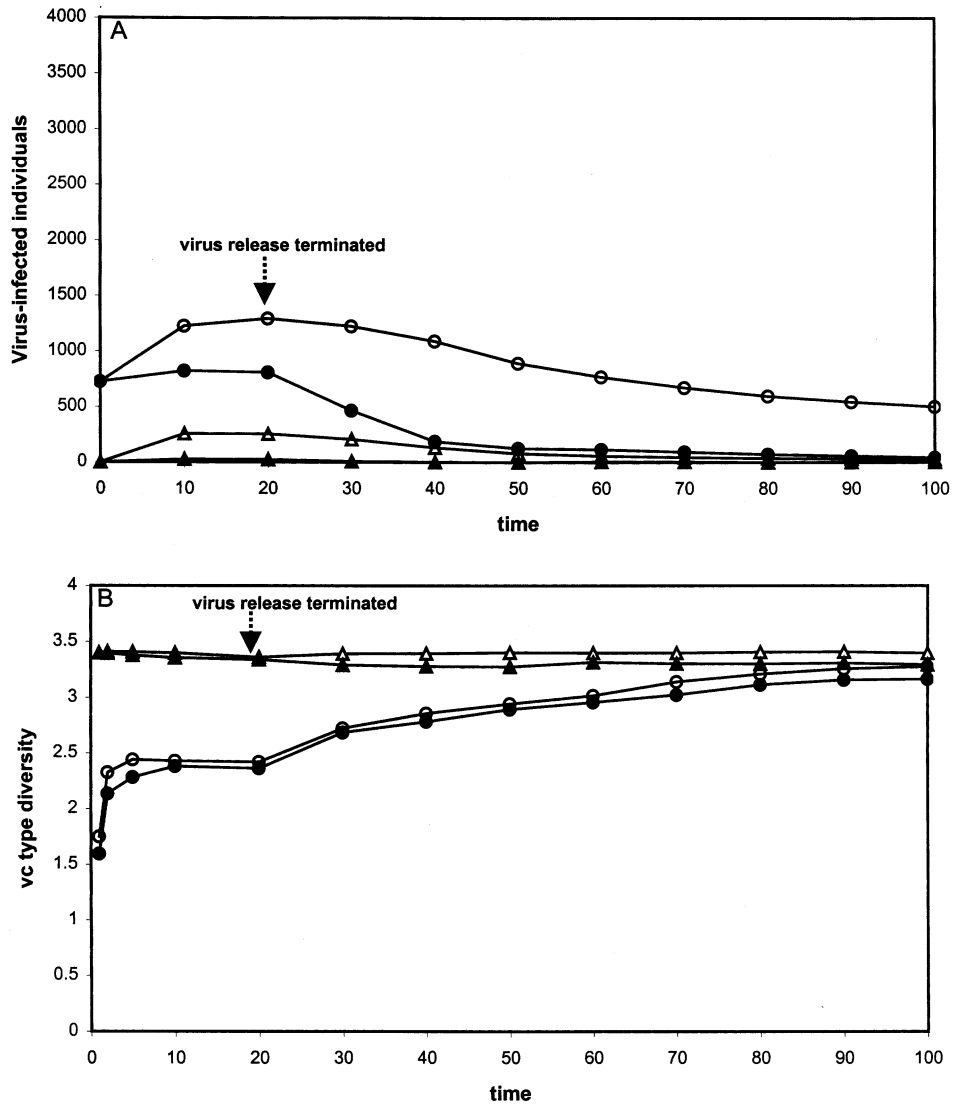 A
4000
3500
3000
2500
2000
1500
1000
500
0
Virus-infected individuals
virus release terminated
0 10 20 30 40 50 60 70 80 90 100
time
B
4
3.5
3
2.5
2
1.5
1
0.5
0
vc type diversity
virus release terminated
0 10 20 30 40 50 60 70 80 90 100
time